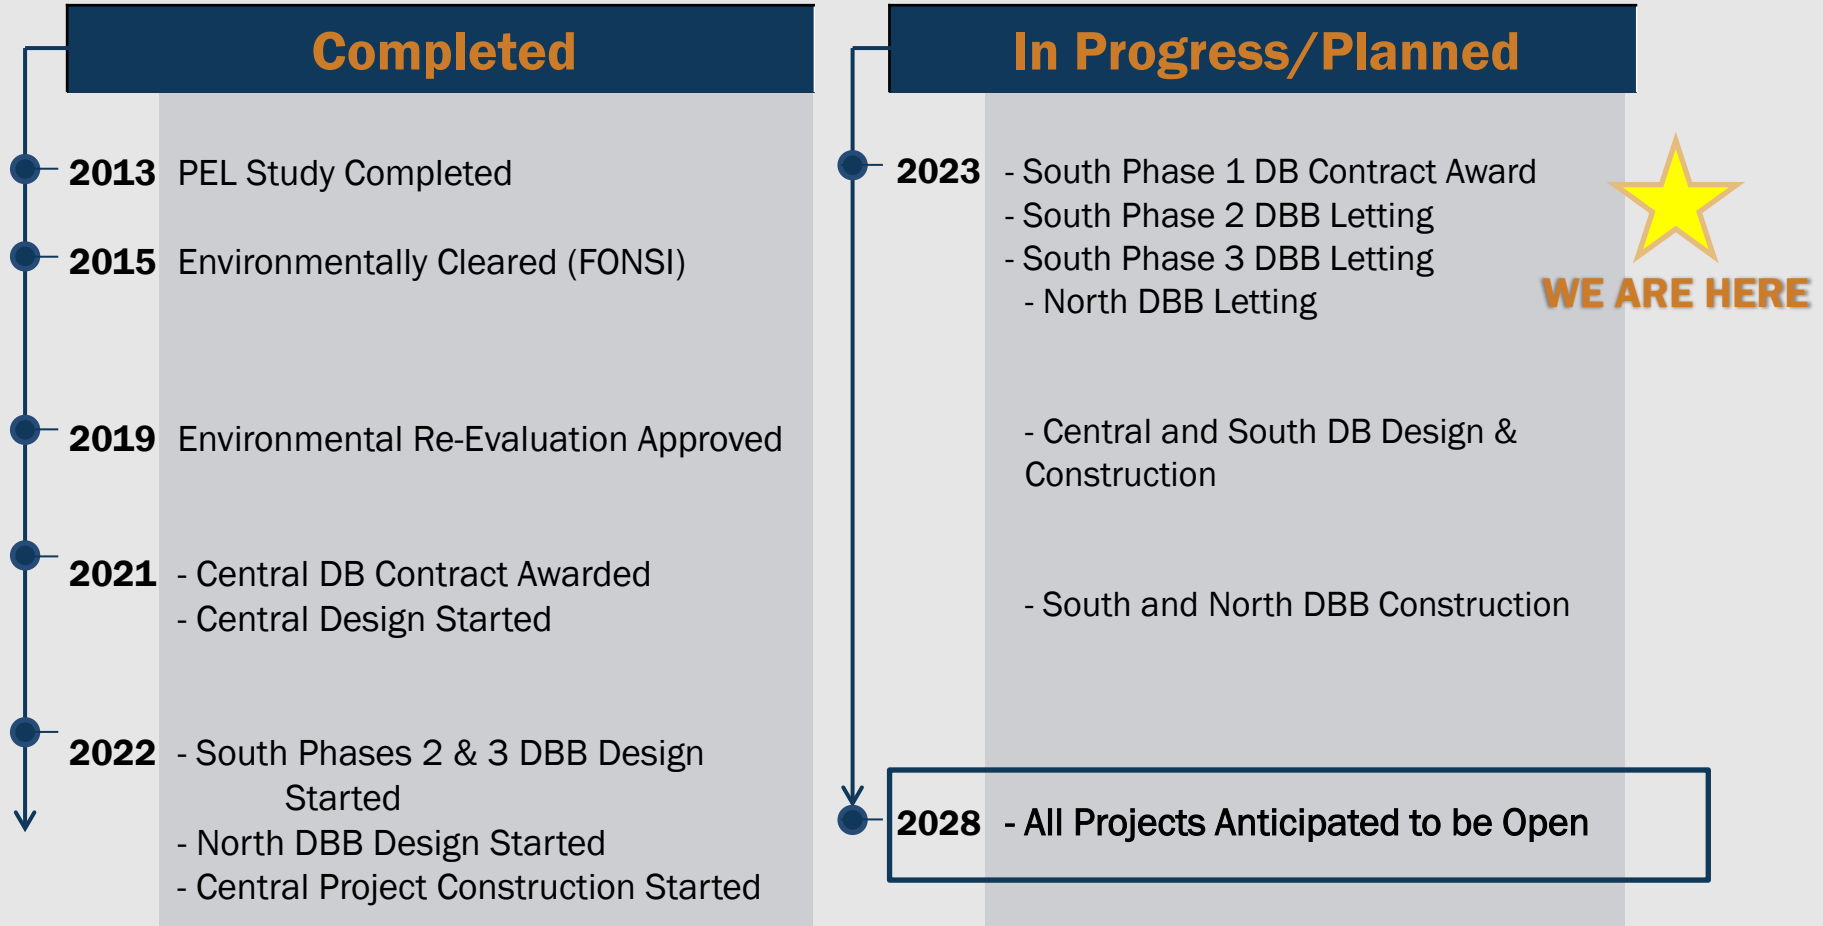 Completed
2013 PEL Study Completed
2015 Environmentally Cleared (FONSI)
2019 Environmental Re-Evaluation Approved
2021 - Central DB Contract Awarded
- Central Design Started
2022 - South Phases 2 & 3 DBB Design
Started
- North DBB Design Started
- Central Project Construction Started
In Progress/Planned
2023 - South Phase 1 DB Contract Award
- South Phase 2 DBB Letting
- South Phase 3 DBB Letting
- North DBB Letting
WE ARE HERE
- Central and South DB Design &
Construction
- South and North DBB Construction
2028 - All Projects Anticipated to be Open